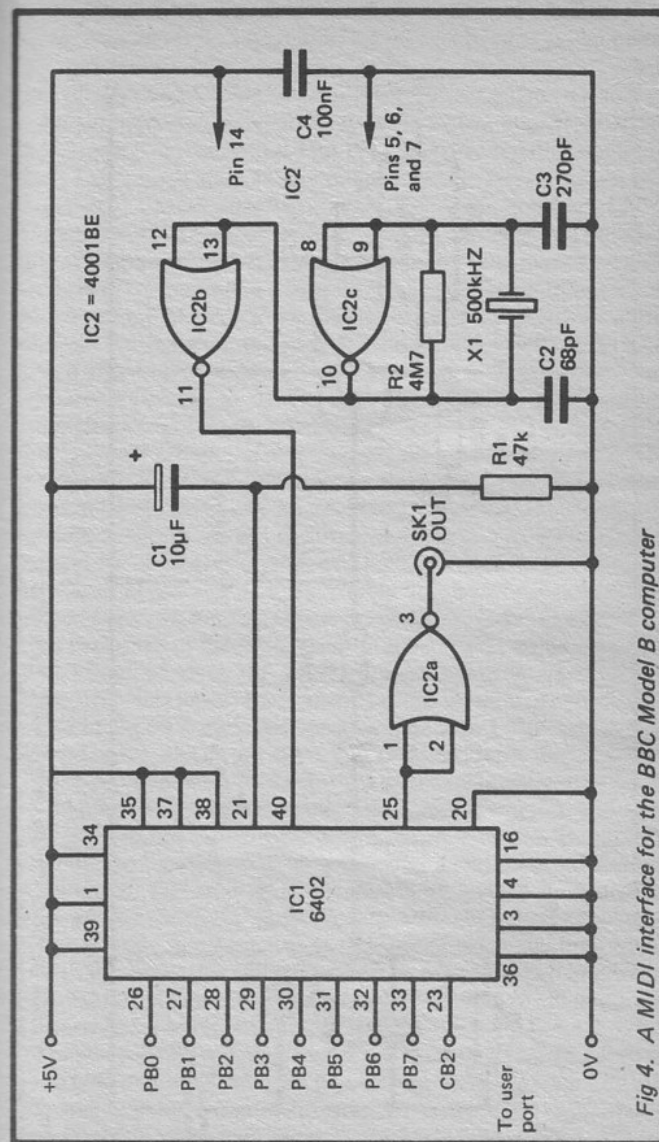 +5V
PB0
PB1
PB2
PB3
PB4
PB5
PB6
PB7
CB2
To user
port
0V
26
27
28
29
30
31
32
33
23
39
1
34
IC1
6402
36
3
4
16
35
37
38
21
40
25
20
C1
10µF
+
1
2
IC2a
3
SK1
OUT
R1
47k
IC2 = 4001BE
11
IC2b
12
13
10
IC2c
8
9
R2
4M7
X1 500kHZ
C2
68pF
C3
270pF
Pin 14
IC2
Pins 5, 6,
and 7
C4
100nF
Fig 4. A MIDI interface for the BBC Model B computer